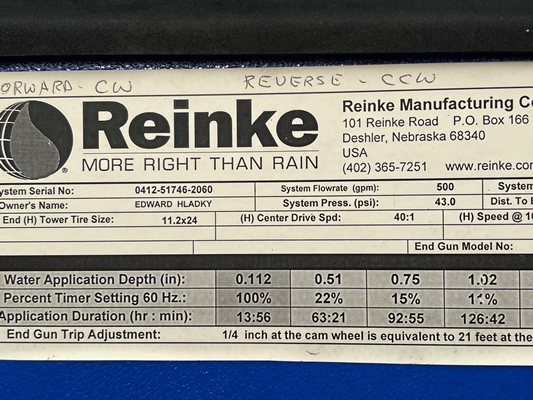 ORWARD - CW REVERSE - CCW
Reinke ®
MORE RIGHT THAN RAIN
Reinke Manufacturing Co
101 Reinke Road P.O. Box 166
Deshler, Nebraska 68340
USA
(402) 365-7251 www.reinke.com
ystem Serial No: 0412-51746-2060 System Flowrate (gpm): 500 System
Owner's Name: EDWARD HLADKY System Press. (psi): 43.0 Dist. To E
End (H) Tower Tire Size: 11.2x24 (H) Center Drive Spd: 40:1 (H) Speed @ 10
End Gun Model No:
Water Application Depth (in): 0.112 0.51 0.75 1.02
Percent Timer Setting 60 Hz.: 100% 22% 15% 11%
Application Duration (hr : min): 13:56 63:21 92:55 126:42
End Gun Trip Adjustment: 1/4 inch at the cam wheel is equivalent to 21 feet at the